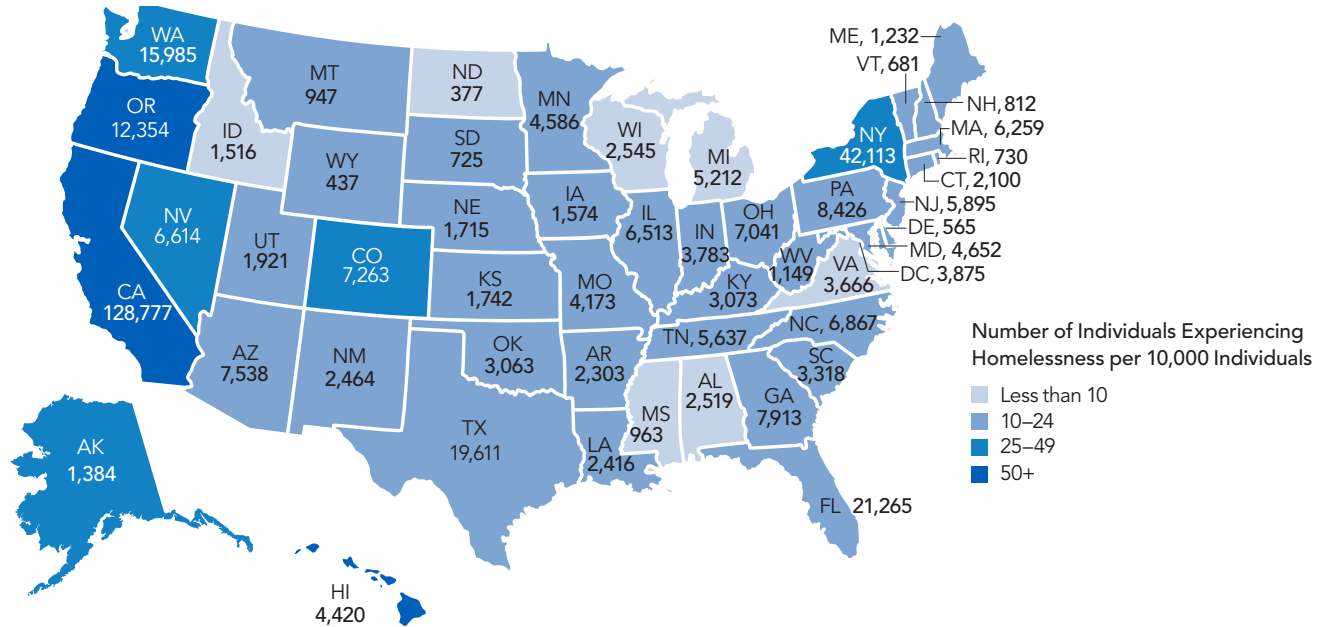 WA
15,985
OR
12,354
CA
128,777
NV
6,614
ID
1,516
MT
947
WY
437
UT
1,921
CO
7,263
AZ
7,538
NM
2,464
ND
377
SD
725
NE
1,715
KS
1,742
OK
3,063
TX
19,611
MN
4,586
IA
1,574
MO
4,173
AR
2,303
LA
2,416
WI
2,545
IL
6,513
MI
5,212
IN
3,783
OH
7,041
KY
3,073
TN, 5,637
MS
963
AL
2,519
GA
7,913
FL 21,265
SC
3,318
NC, 6,867
VA
3,666
WV
1,149
PA
8,426
NY
42,113
ME, 1,232
VT, 681
NH, 812
MA, 6,259
RI, 730
CT, 2,100
NJ, 5,895
DE, 565
MD, 4,652
DC, 3,875
AK
1,384
HI
4,420
Number of Individuals Experiencing
Homelessness per 10,000 Individuals
Less than 10
10–24
25–49
50+